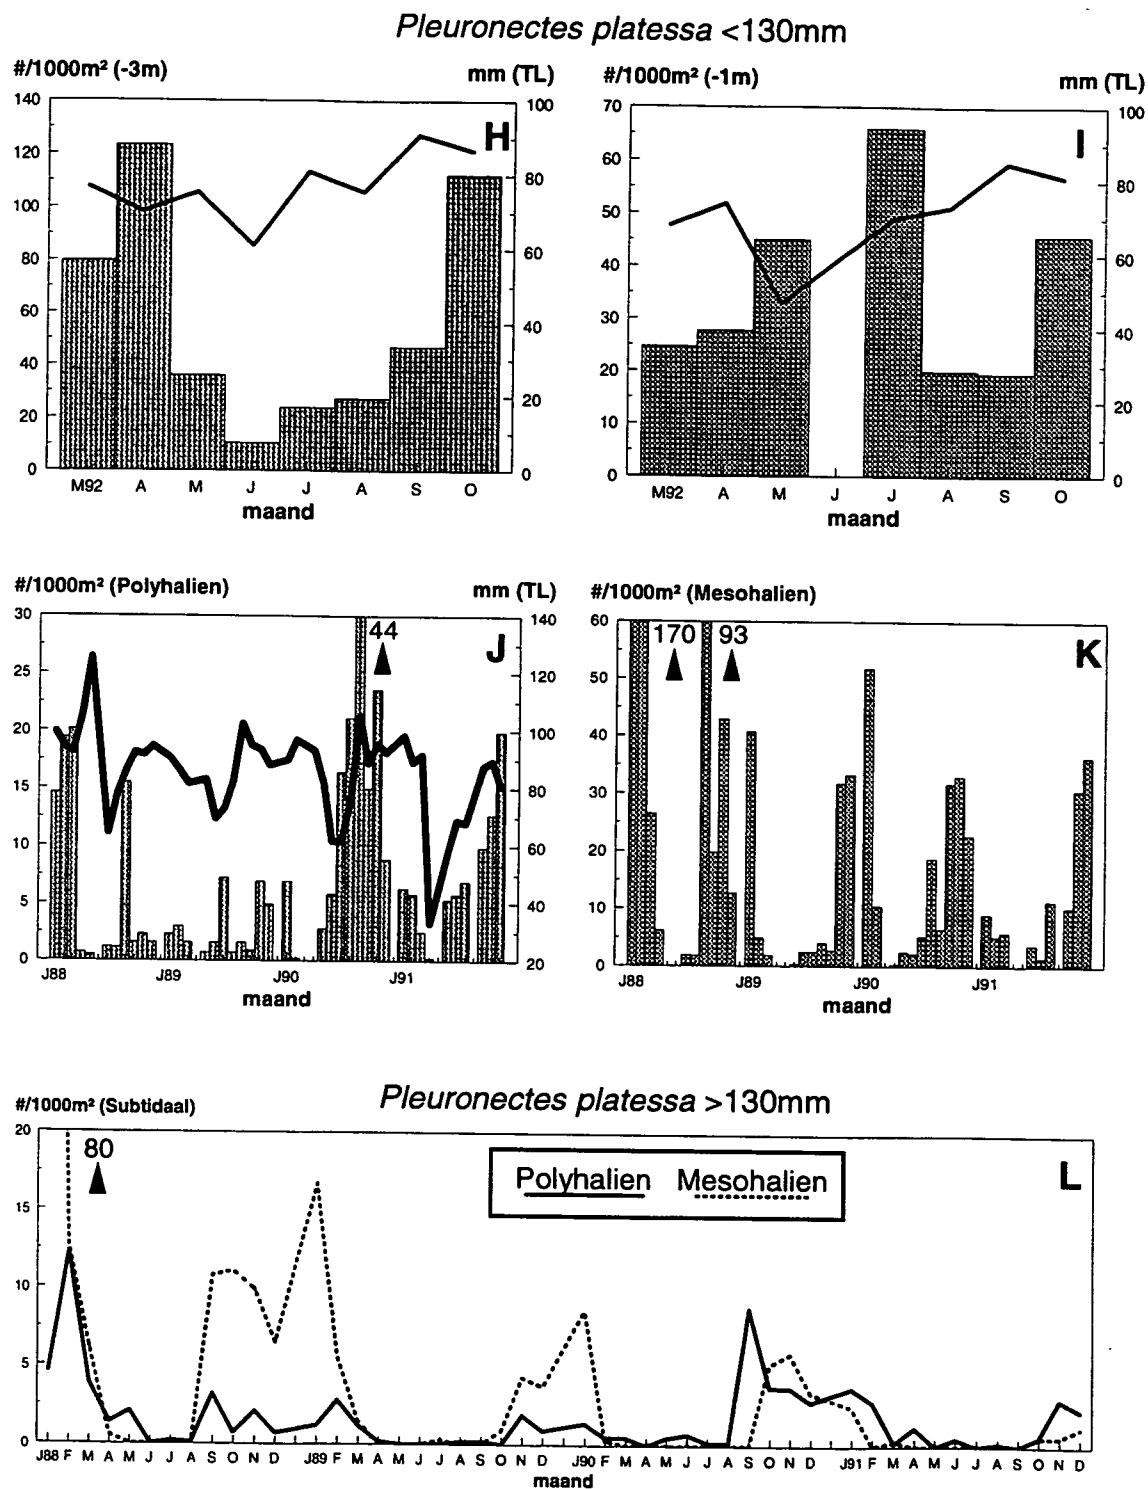 Pleuronectes platessa <130mm
#/1000m² (-3m) mm (TL)
H
140
120
100
80
60
40
20
0
100
80
60
40
20
0
M92 A M J J A S O
maand
#/1000m² (-1m) mm (TL)
I
70
60
50
40
30
20
10
0
100
80
60
40
20
0
M92 A M J J A S O
maand
#/1000m² (Polyhalien) mm (TL)
44
J
30
25
20
15
10
5
0
140
120
100
80
60
40
20
J88 J89 J90 J91
maand
#/1000m² (Mesohalien)
170 93
K
60
50
40
30
20
10
0
J88 J89 J90 J91
maand
Pleuronectes platessa >130mm
#/1000m² (Subtidaal)
80
Polyhalien Mesohalien
L
20
15
10
5
0
J88 F M A M J J A S O N D J89 F M A M J J A S O N D J90 F M A M J J A S O N D J91 F M A M J J A S O N D
maand